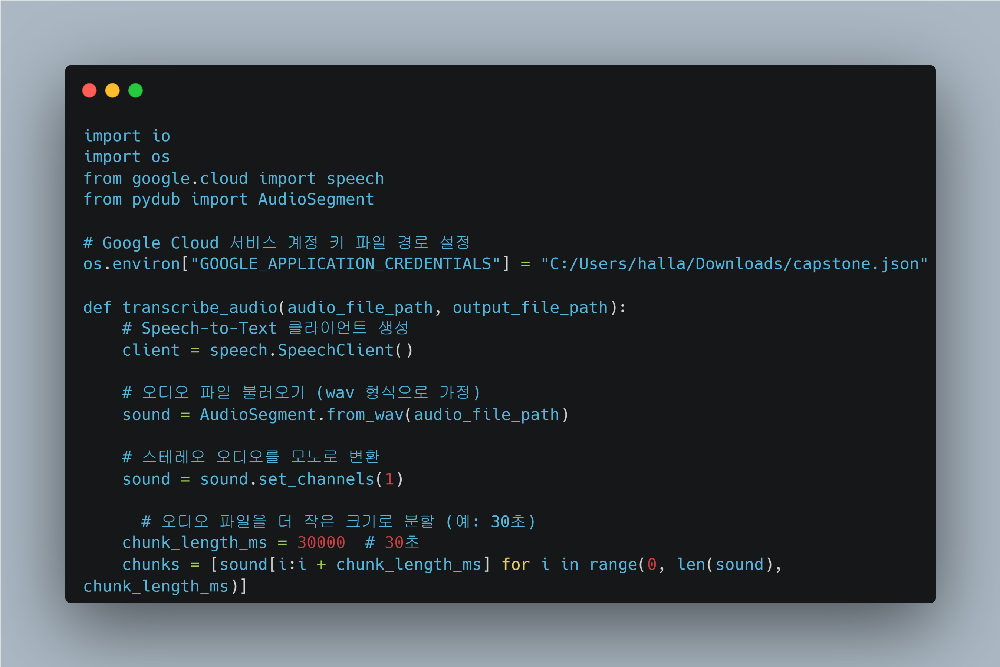 import io
import os
from google.cloud import speech
from pydub import AudioSegment
# Google Cloud 서비스 계정 키 파일 경로 설정
os.environ["GOOGLE_APPLICATION_CREDENTIALS"] = "C:/Users/halla/Downloads/capstone.json"
def transcribe_audio(audio_file_path, output_file_path):
    # Speech-to-Text 클라이언트 생성
    client = speech.SpeechClient()
    # 오디오 파일 불러오기 (wav 형식으로 가정)
    sound = AudioSegment.from_wav(audio_file_path)
    # 스테레오 오디오를 모노로 변환
    sound = sound.set_channels(1)
      # 오디오 파일을 더 작은 크기로 분할 (예: 30초)
    chunk_length_ms = 30000  # 30초
    chunks = [sound[i:i + chunk_length_ms] for i in range(0, len(sound),
chunk_length_ms)]